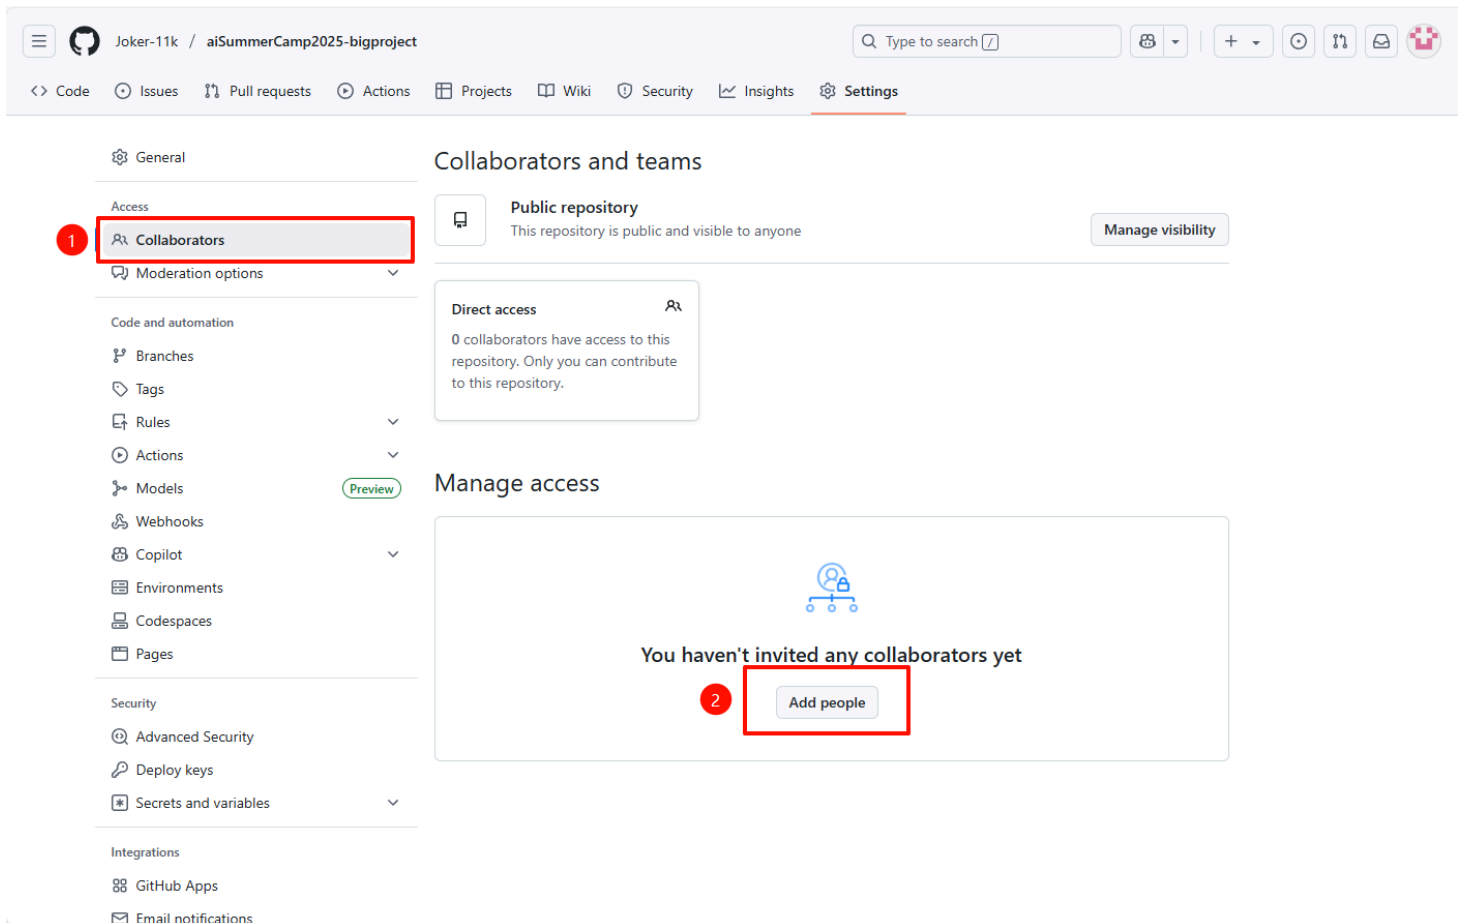 Joker-11k / aiSummerCamp2025-bigproject
Type to search /
Code Issues Pull requests Actions Projects Wiki Security Insights Settings
General
Access
1
Collaborators
Moderation options
Code and automation
Branches
Tags
Rules
Actions
Models Preview
Webhooks
Copilot
Environments
Codespaces
Pages
Security
Advanced Security
Deploy keys
Secrets and variables
Integrations
GitHub Apps
Email notifications
Collaborators and teams
Public repository
This repository is public and visible to anyone
Manage visibility
Direct access
0 collaborators have access to this
repository. Only you can contribute
to this repository.
Manage access
You haven't invited any collaborators yet
2
Add people